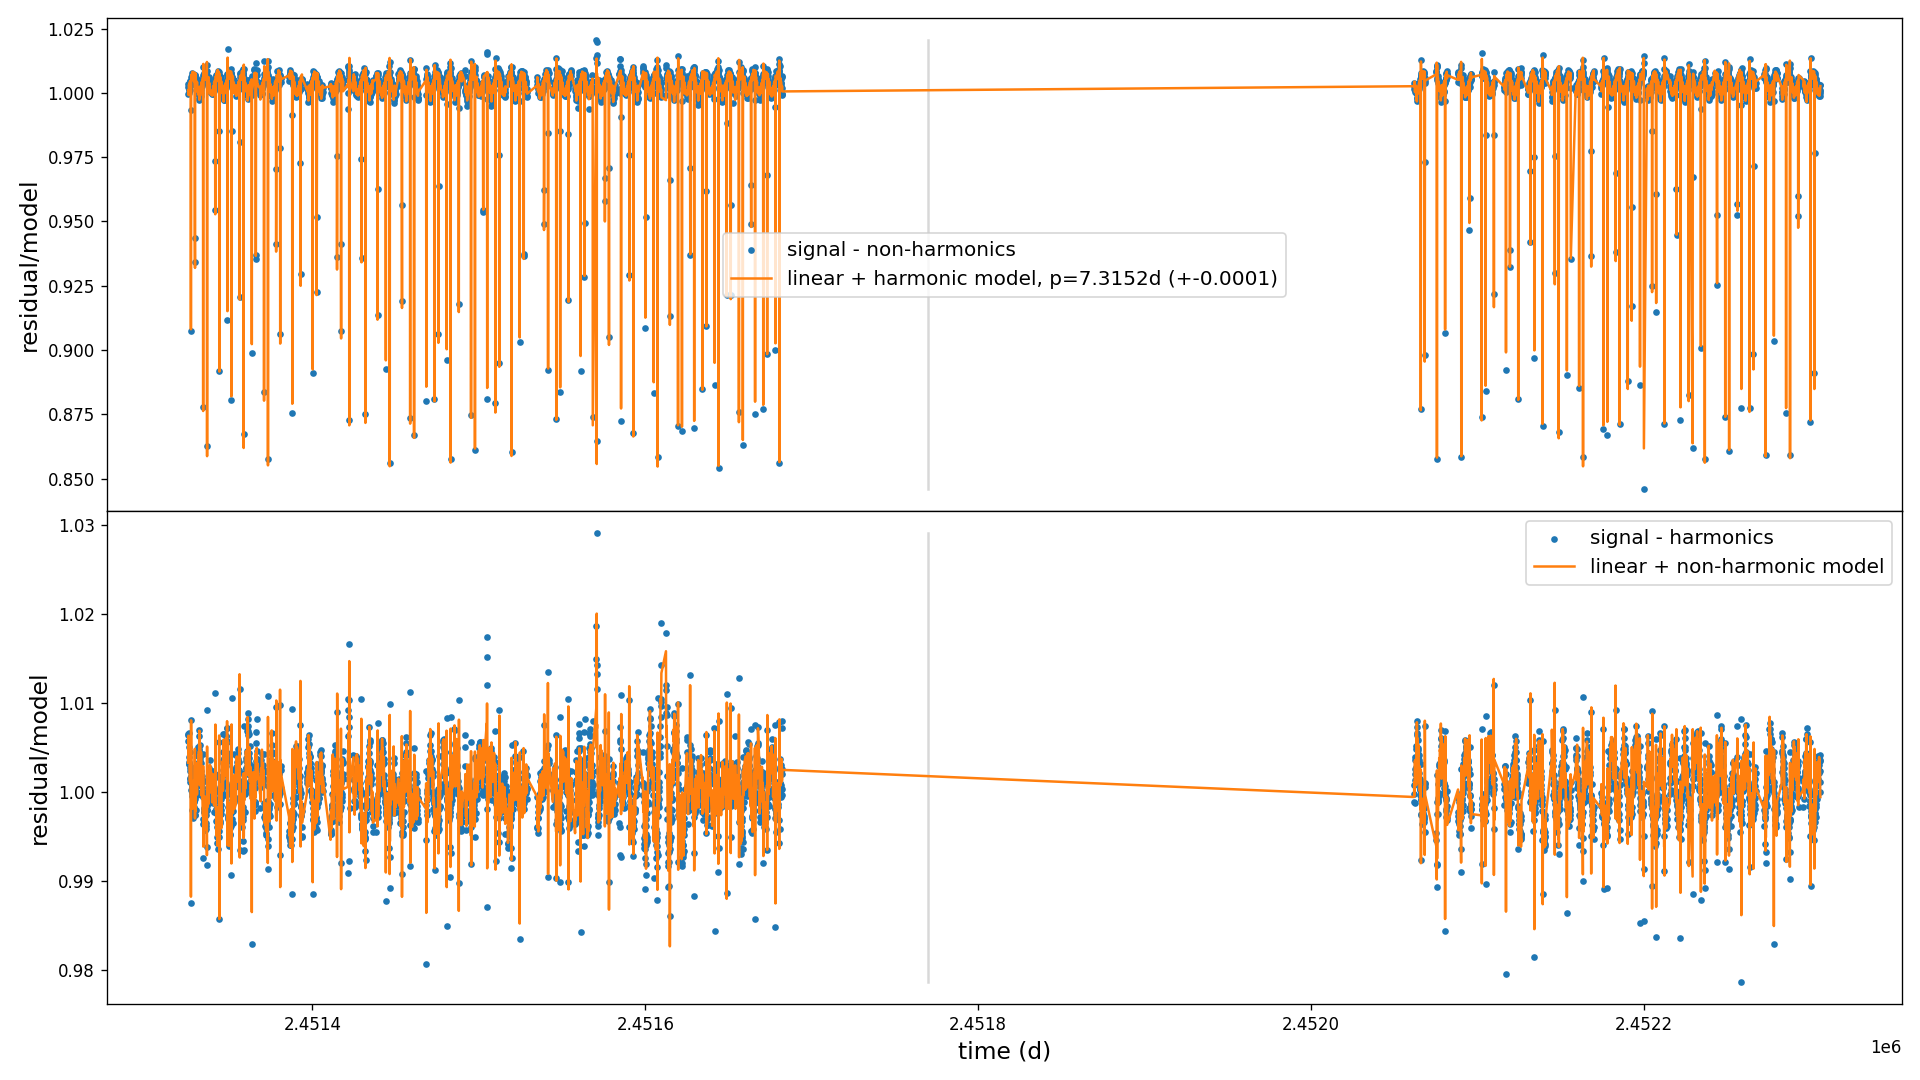 1.025
1.000
0.975
0.950
0.925
0.900
0.875
0.850
residual/model
signal - non-harmonics
linear + harmonic model, p=7.3152d (+-0.0001)
1.03
1.02
1.01
1.00
0.99
0.98
residual/model
signal - harmonics
linear + non-harmonic model
2.4514 2.4516 2.4518 2.4520 2.4522
1e6
time (d)